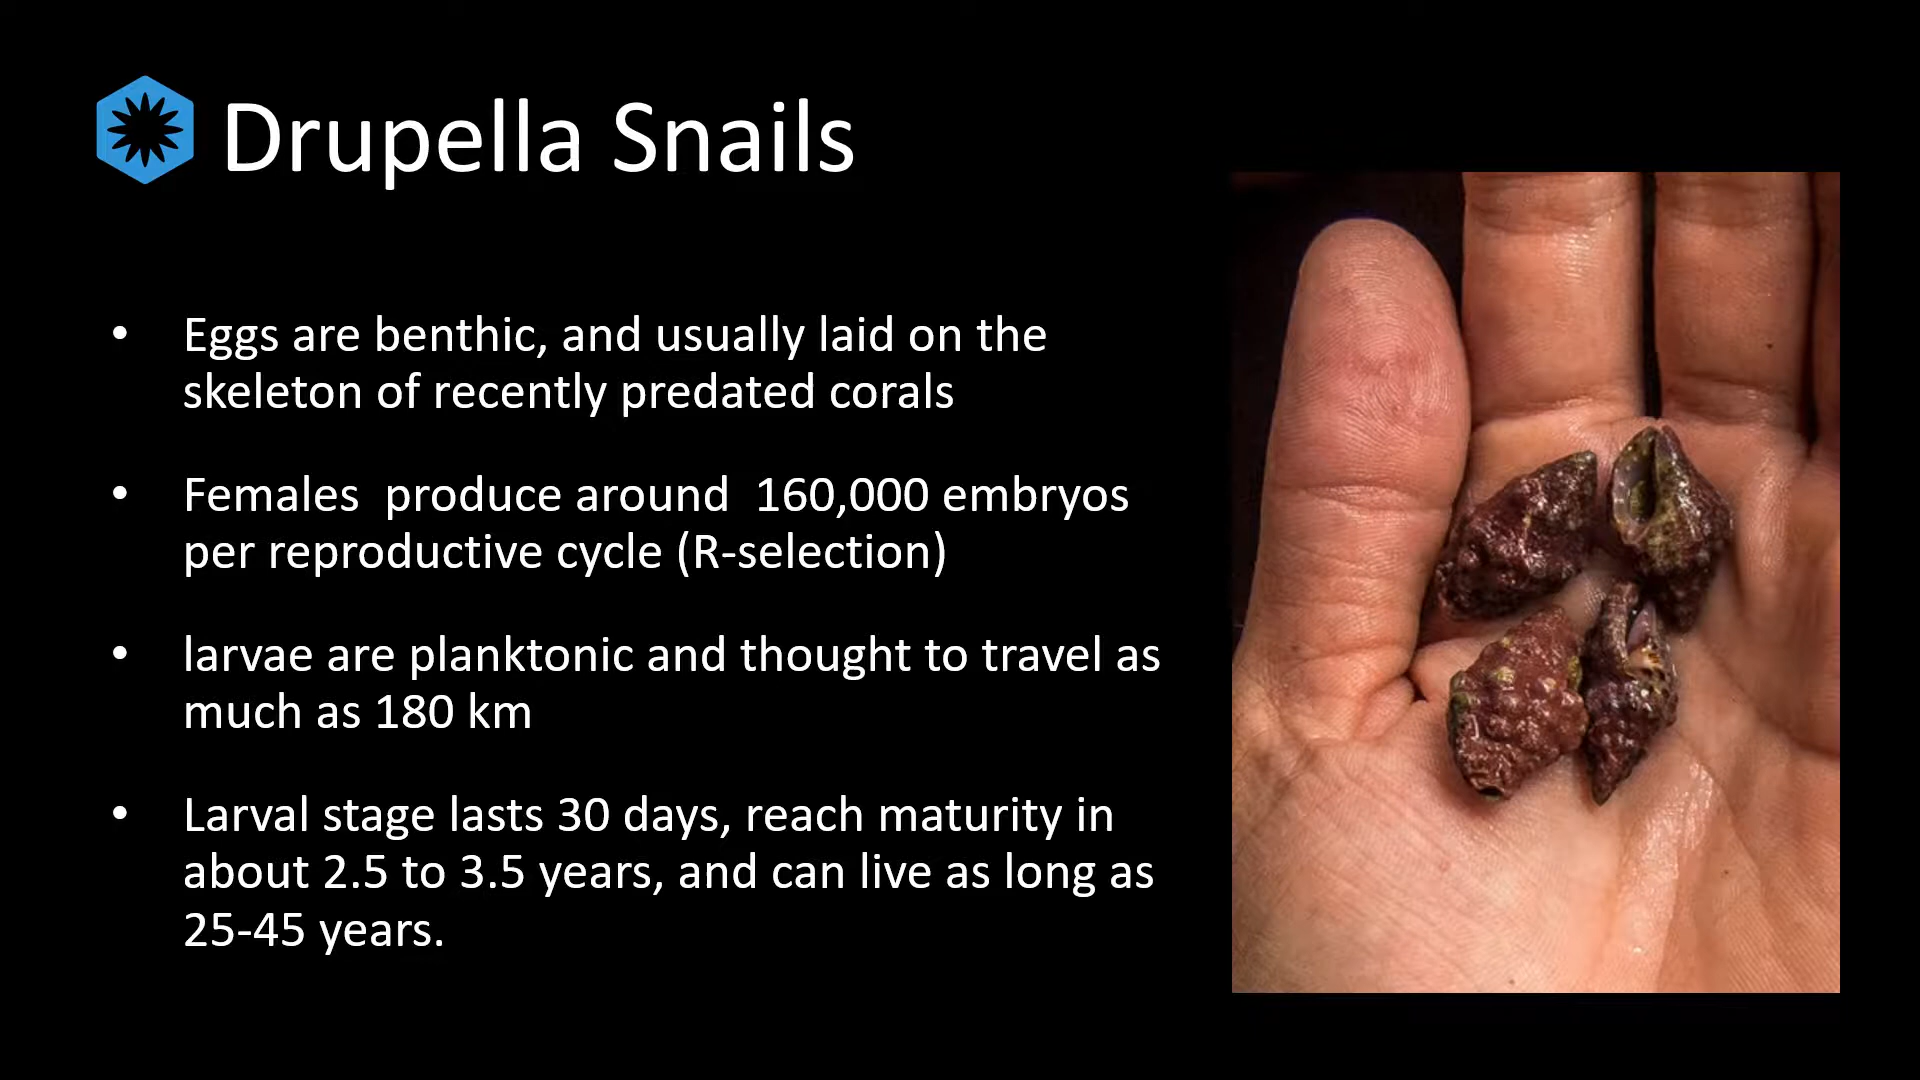 Drupella Snails
• Eggs are benthic, and usually laid on the
skeleton of recently predated corals
• Females  produce around  160,000 embryos
per reproductive cycle (R-selection)
• larvae are planktonic and thought to travel as
much as 180 km
• Larval stage lasts 30 days, reach maturity in
about 2.5 to 3.5 years, and can live as long as
25-45 years.